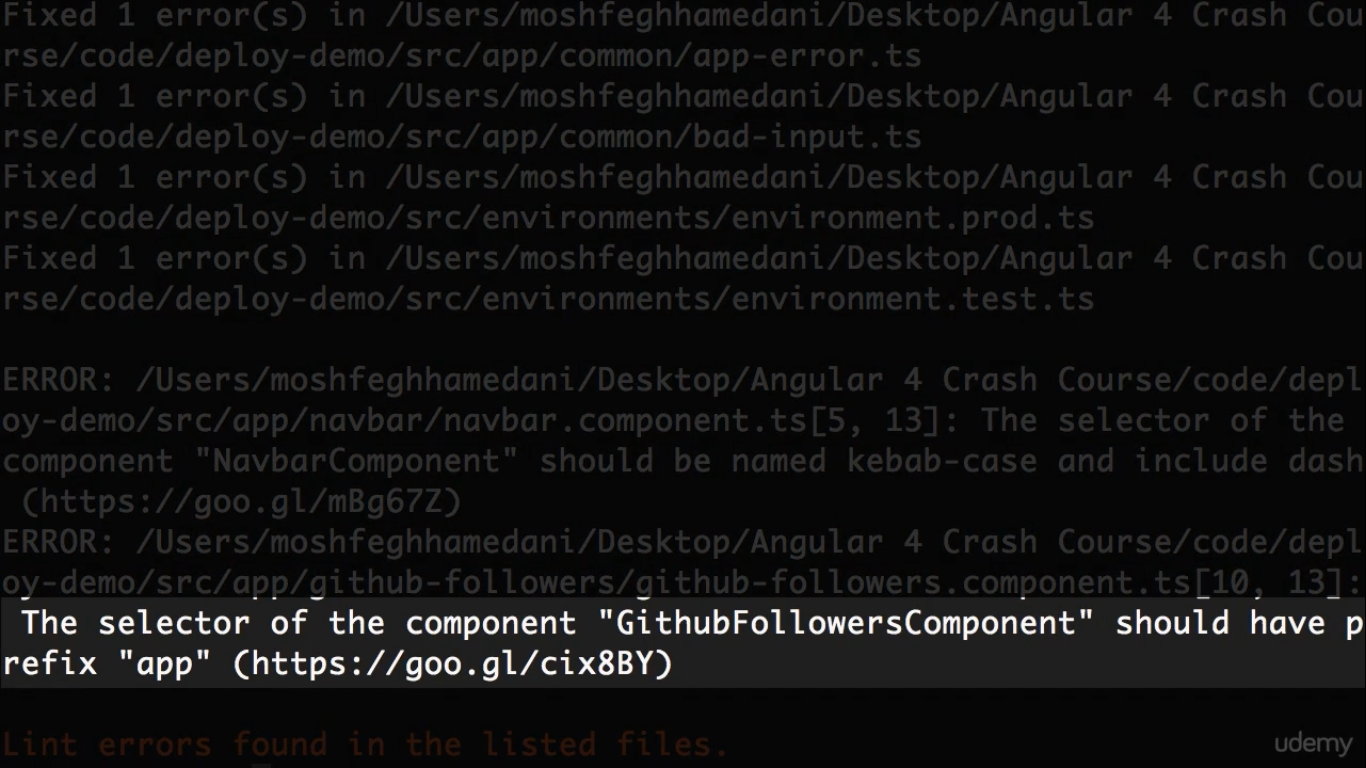 Fixed 1 error(s) in /Users/moshfeghhamedani/Desktop/Angular 4 Crash Cou
rse/code/deploy-demo/src/app/common/app-error.ts
Fixed 1 error(s) in /Users/moshfeghhamedani/Desktop/Angular 4 Crash Cou
rse/code/deploy-demo/src/app/common/bad-input.ts
Fixed 1 error(s) in /Users/moshfeghhamedani/Desktop/Angular 4 Crash Cou
rse/code/deploy-demo/src/environments/environment.prod.ts
Fixed 1 error(s) in /Users/moshfeghhamedani/Desktop/Angular 4 Crash Cou
rse/code/deploy-demo/src/environments/environment.test.ts
ERROR: /Users/moshfeghhamedani/Desktop/Angular 4 Crash Course/code/depl
oy-demo/src/app/navbar/navbar.component.ts[5, 13]: The selector of the
component "NavbarComponent" should be named kebab-case and include dash
(https://goo.gl/mBg67Z)
ERROR: /Users/moshfeghhamedani/Desktop/Angular 4 Crash Course/code/depl
oy-demo/src/app/github-followers/github-followers.component.ts[10, 13]:
The selector of the component "GithubFollowersComponent" should have p
refix "app" (https://goo.gl/cix8BY)
Lint errors found in the listed files.
udemy